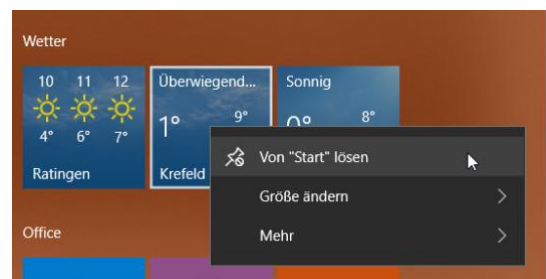 Wetter
10 11 12
4° 6° 7°
Ratingen
Überwiegend...
1° 9°
Krefeld
Sonnig
0° 8°
Von "Start" lösen
Größe ändern
Mehr
Office